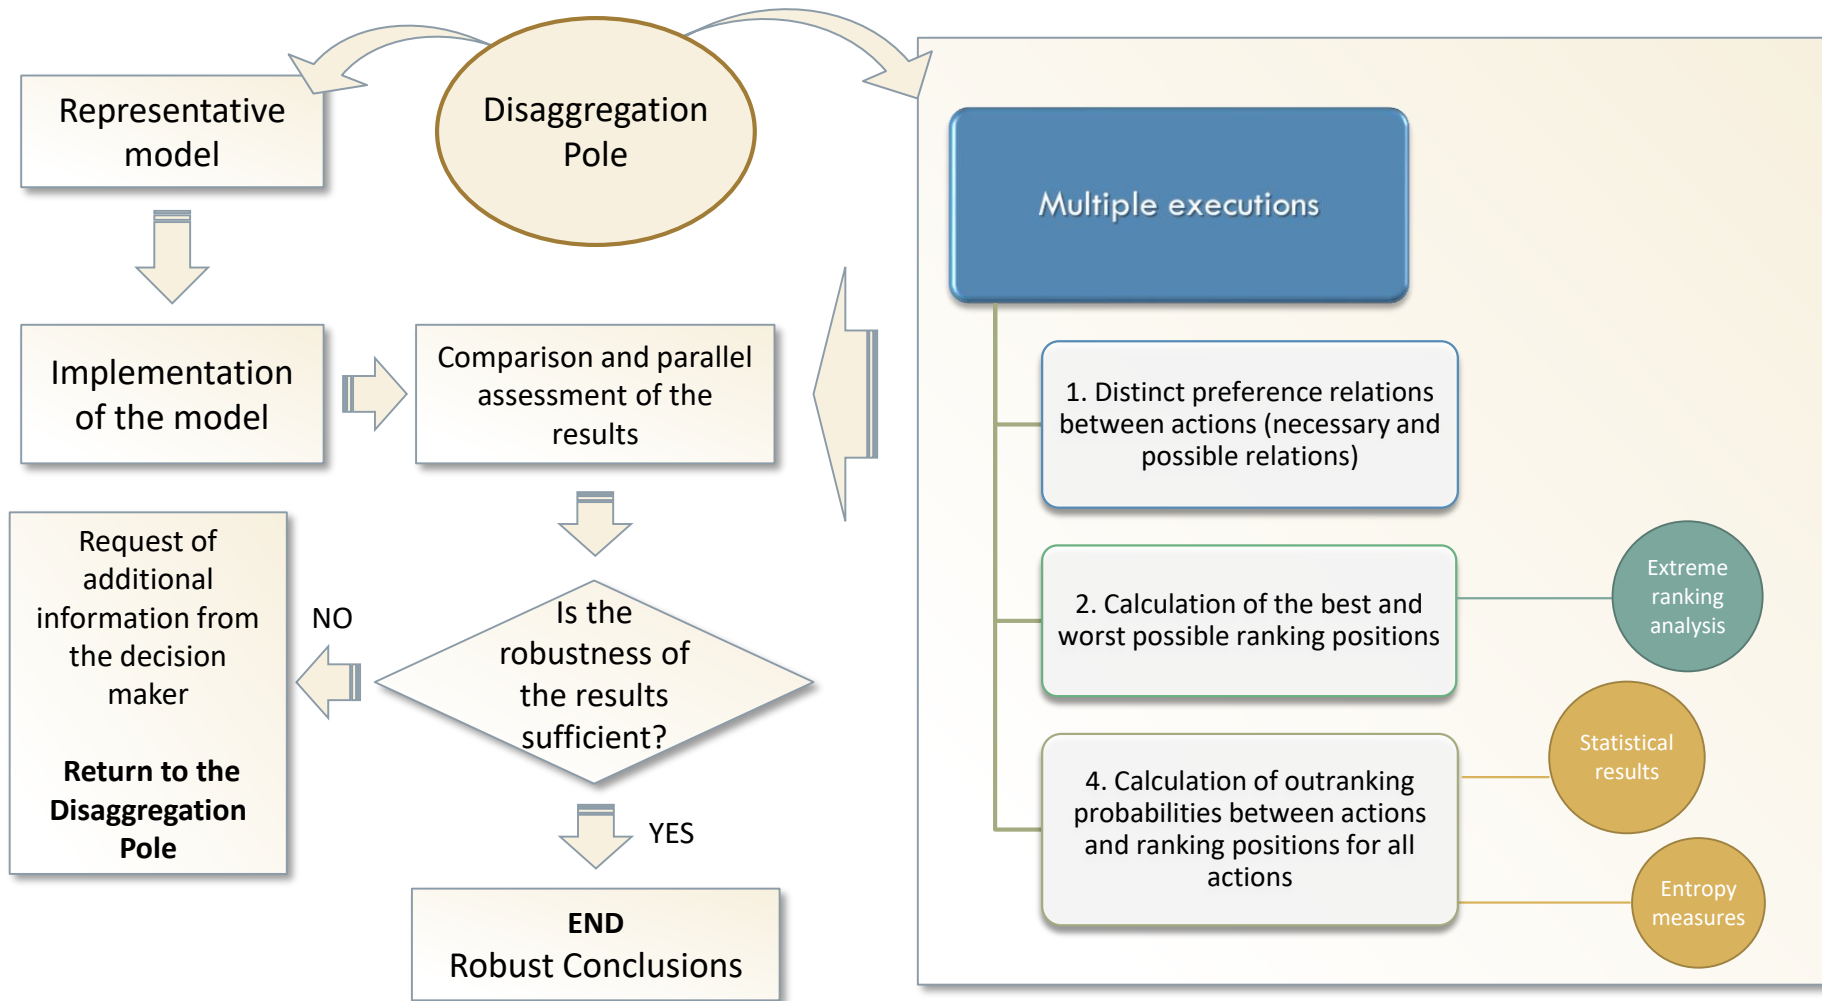 Representative
model
Disaggregation
Pole
Implementation
of the model
Comparison and parallel
assessment of the
results
Is the
robustness of
the results
sufficient?
NO
Request of
additional
information from
the decision
maker
Return to the
Disaggregation
Pole
YES
END
Robust Conclusions
Multiple executions
1. Distinct preference relations
between actions (necessary and
possible relations)
2. Calculation of the best and
worst possible ranking positions
Extreme
ranking
analysis
4. Calculation of outranking
probabilities between actions
and ranking positions for all
actions
Statistical
results
Entropy
measures